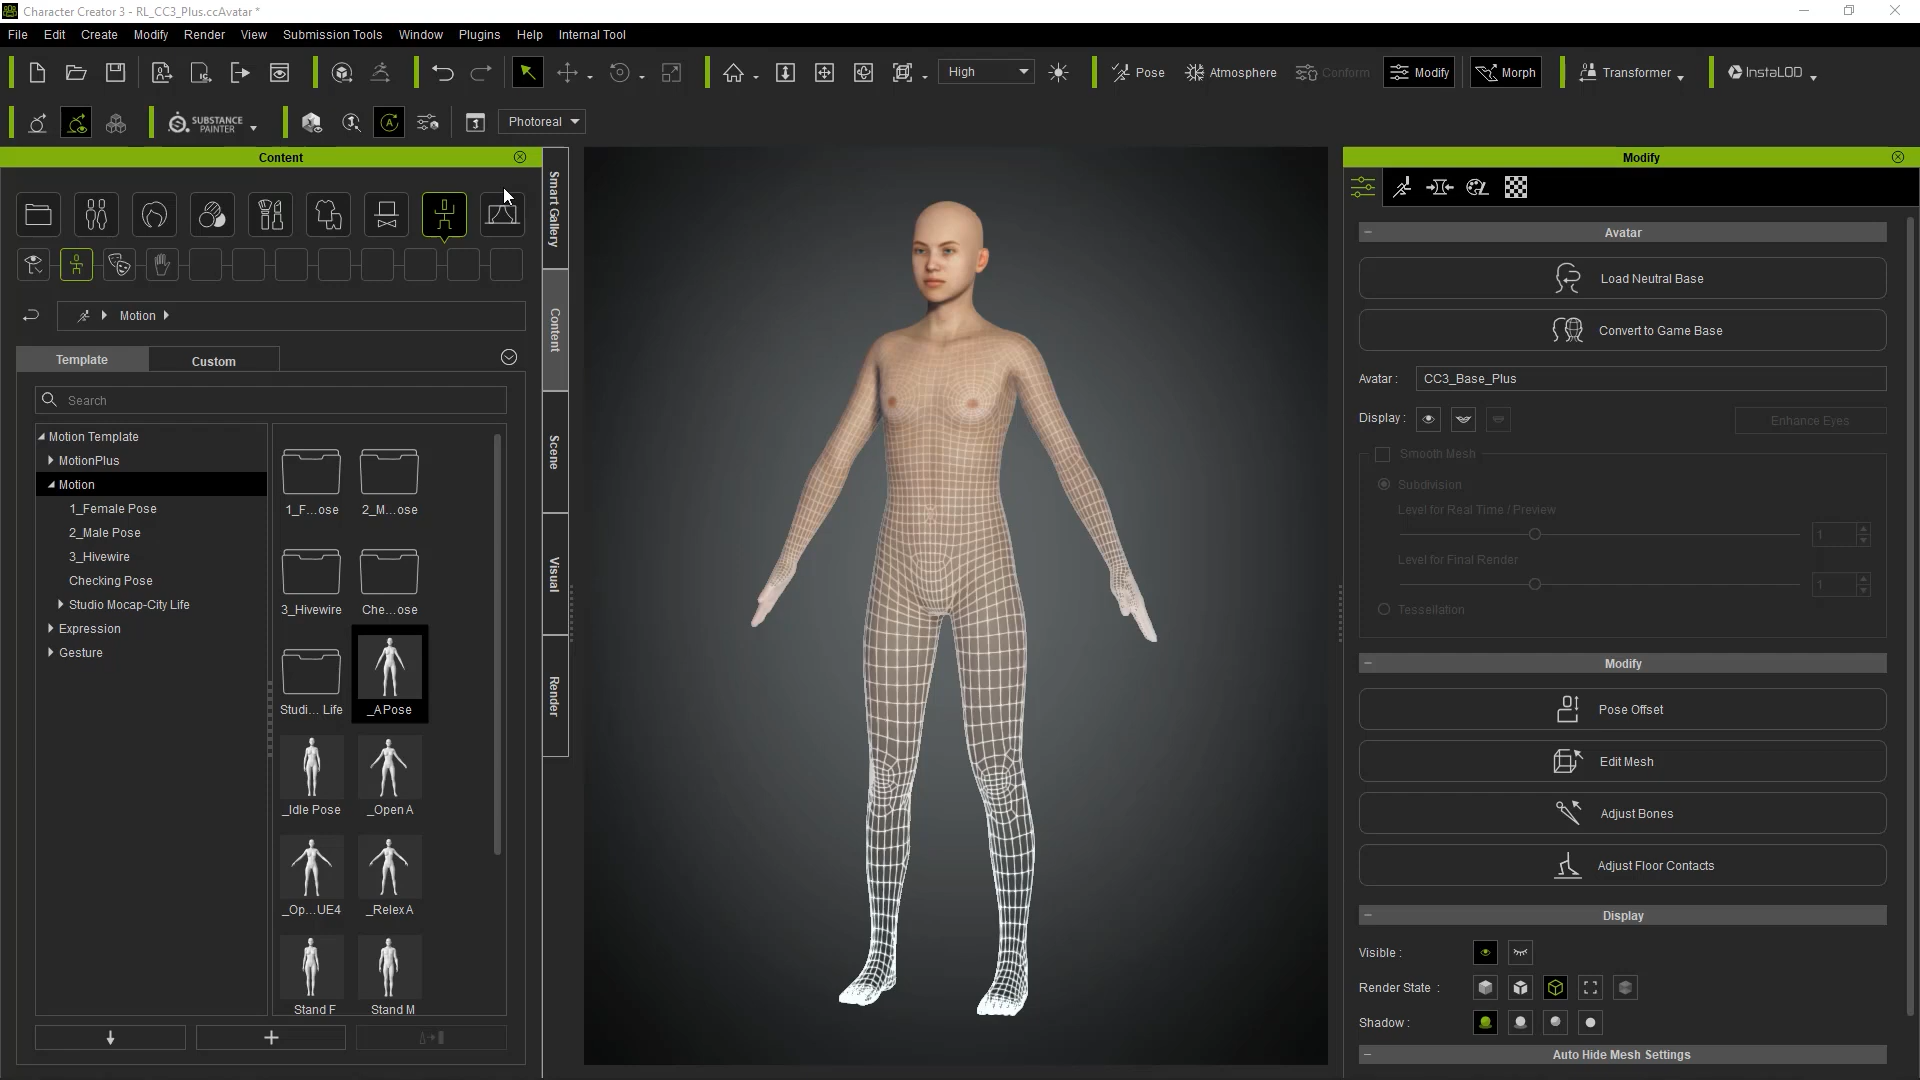 Character Creator 3 - RL_CC3_Plus.ccAvatar *
File Edit Create Modify Render View Submission Tools Window Plugins Help Internal Tool
High Pose Atmosphere Conform Modify Morph Transformer InstaLOD
SUBSTANCE PAINTER Photoreal
Content
Smart Gallery
Content
Scene
Visual
Render
Motion
Template Custom
Search
Motion Template
MotionPlus
Motion
1_Female Pose
2_Male Pose
3_Hivewire
Checking Pose
Studio Mocap-City Life
Expression
Gesture
1_F...ose 2_M...ose
3_Hivewire Che...ose
Studi... Life _A Pose
_Idle Pose _Open A
_Op...UE4 _Relex A
Stand F Stand M
Modify
Avatar
Load Neutral Base
Convert to Game Base
Avatar : CC3_Base_Plus
Display : Enhance Eyes
Smooth Mesh
Subdivision
Level for Real Time / Preview
1
Level for Final Render
1
Tessellation
Modify
Pose Offset
Edit Mesh
Adjust Bones
Adjust Floor Contacts
Display
Visible :
Render State :
Shadow :
Auto Hide Mesh Settings